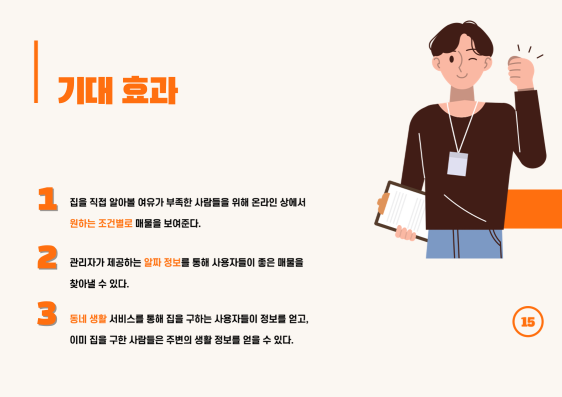 기대 효과
1 집을 직접 알아볼 여유가 부족한 사람들을 위해 온라인 상에서
원하는 조건별로 매물을 보여준다.
2 관리자가 제공하는 알짜 정보를 통해 사용자들이 좋은 매물을
찾아낼 수 있다.
3 동네 생활 서비스를 통해 집을 구하는 사용자들이 정보를 얻고,
이미 집을 구한 사람들은 주변의 생활 정보를 얻을 수 있다.
15